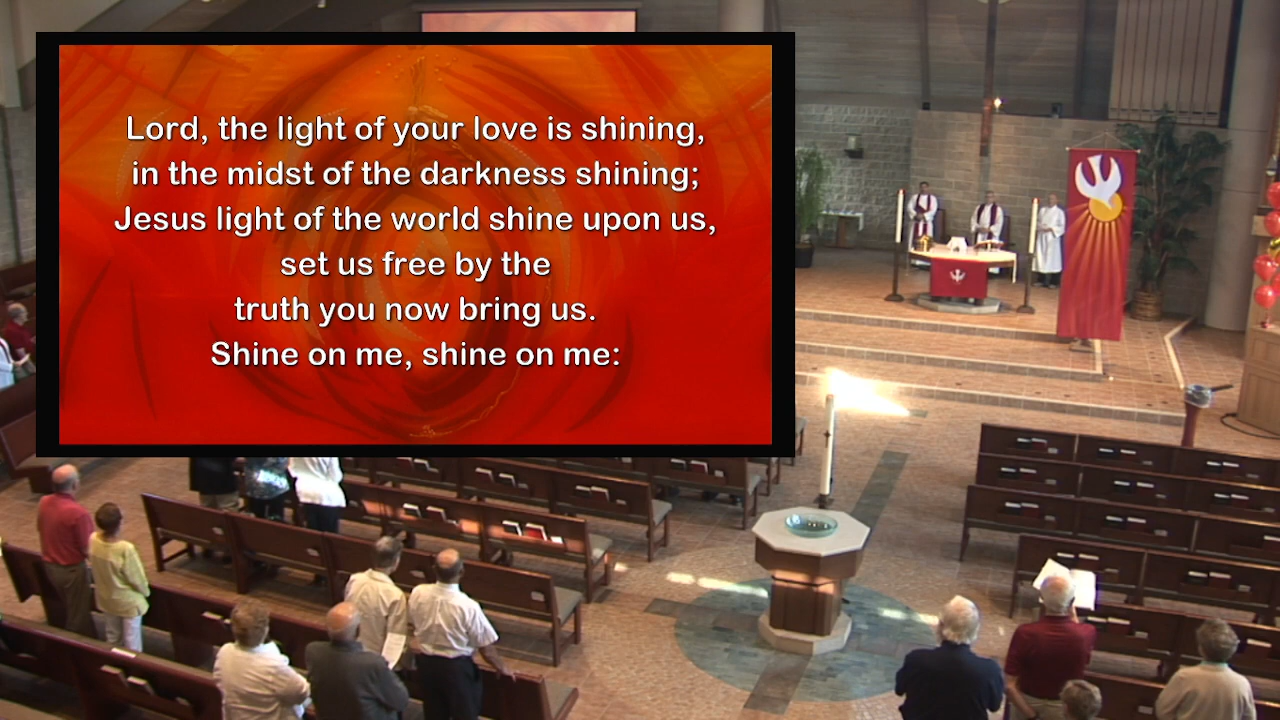 Lord, the light of your love is shining,
in the midst of the darkness shining;
Jesus light of the world shine upon us,
set us free by the
truth you now bring us.
Shine on me, shine on me: